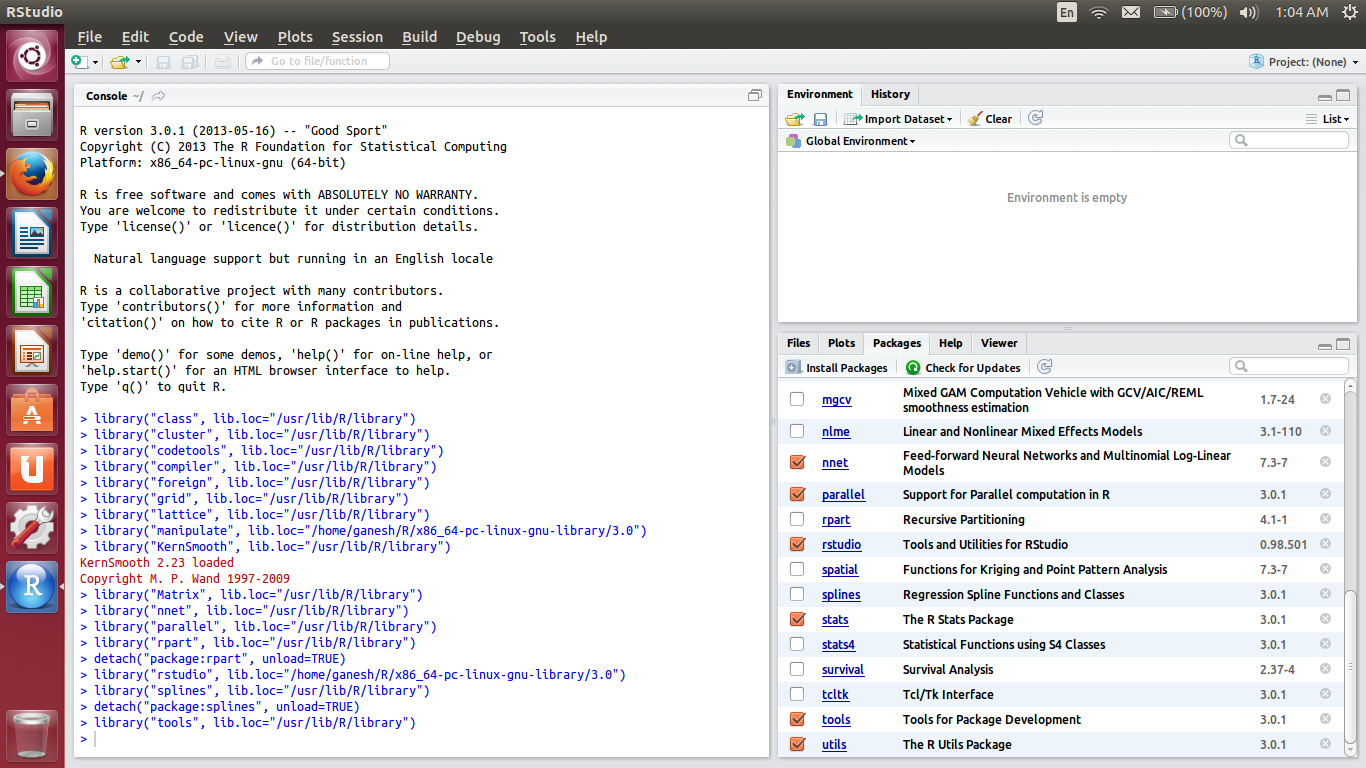 RStudio
En
(100%)
1:04 AM
File Edit Code View Plots Session Build Debug Tools Help
Go to file/function
Project: (None)
Console ~/
R version 3.0.1 (2013-05-16) -- "Good Sport"
Copyright (C) 2013 The R Foundation for Statistical Computing
Platform: x86_64-pc-linux-gnu (64-bit)
R is free software and comes with ABSOLUTELY NO WARRANTY.
You are welcome to redistribute it under certain conditions.
Type 'license()' or 'licence()' for distribution details.
Natural language support but running in an English locale
R is a collaborative project with many contributors.
Type 'contributors()' for more information and
'citation()' on how to cite R or R packages in publications.
Type 'demo()' for some demos, 'help()' for on-line help, or
'help.start()' for an HTML browser interface to help.
Type 'q()' to quit R.
> library("class", lib.loc="/usr/lib/R/library")
> library("cluster", lib.loc="/usr/lib/R/library")
> library("codetools", lib.loc="/usr/lib/R/library")
> library("compiler", lib.loc="/usr/lib/R/library")
> library("foreign", lib.loc="/usr/lib/R/library")
> library("grid", lib.loc="/usr/lib/R/library")
> library("lattice", lib.loc="/usr/lib/R/library")
> library("manipulate", lib.loc="/home/ganesh/R/x86_64-pc-linux-gnu-library/3.0")
> library("KernSmooth", lib.loc="/usr/lib/R/library")
KernSmooth 2.23 loaded
Copyright M. P. Wand 1997-2009
> library("Matrix", lib.loc="/usr/lib/R/library")
> library("nnet", lib.loc="/usr/lib/R/library")
> library("parallel", lib.loc="/usr/lib/R/library")
> library("rpart", lib.loc="/usr/lib/R/library")
> detach("package:rpart", unload=TRUE)
> library("rstudio", lib.loc="/home/ganesh/R/x86_64-pc-linux-gnu-library/3.0")
> library("splines", lib.loc="/usr/lib/R/library")
> detach("package:splines", unload=TRUE)
> library("tools", lib.loc="/usr/lib/R/library")
>
Environment History
Import Dataset Clear List
Global Environment
Environment is empty
Files Plots Packages Help Viewer
Install Packages Check for Updates
mgcv Mixed GAM Computation Vehicle with GCV/AIC/REML smoothness estimation 1.7-24
nlme Linear and Nonlinear Mixed Effects Models 3.1-110
nnet Feed-forward Neural Networks and Multinomial Log-Linear Models 7.3-7
parallel Support for Parallel computation in R 3.0.1
rpart Recursive Partitioning 4.1-1
rstudio Tools and Utilities for RStudio 0.98.501
spatial Functions for Kriging and Point Pattern Analysis 7.3-7
splines Regression Spline Functions and Classes 3.0.1
stats The R Stats Package 3.0.1
stats4 Statistical Functions using S4 Classes 3.0.1
survival Survival Analysis 2.37-4
tcltk Tcl/Tk Interface 3.0.1
tools Tools for Package Development 3.0.1
utils The R Utils Package 3.0.1